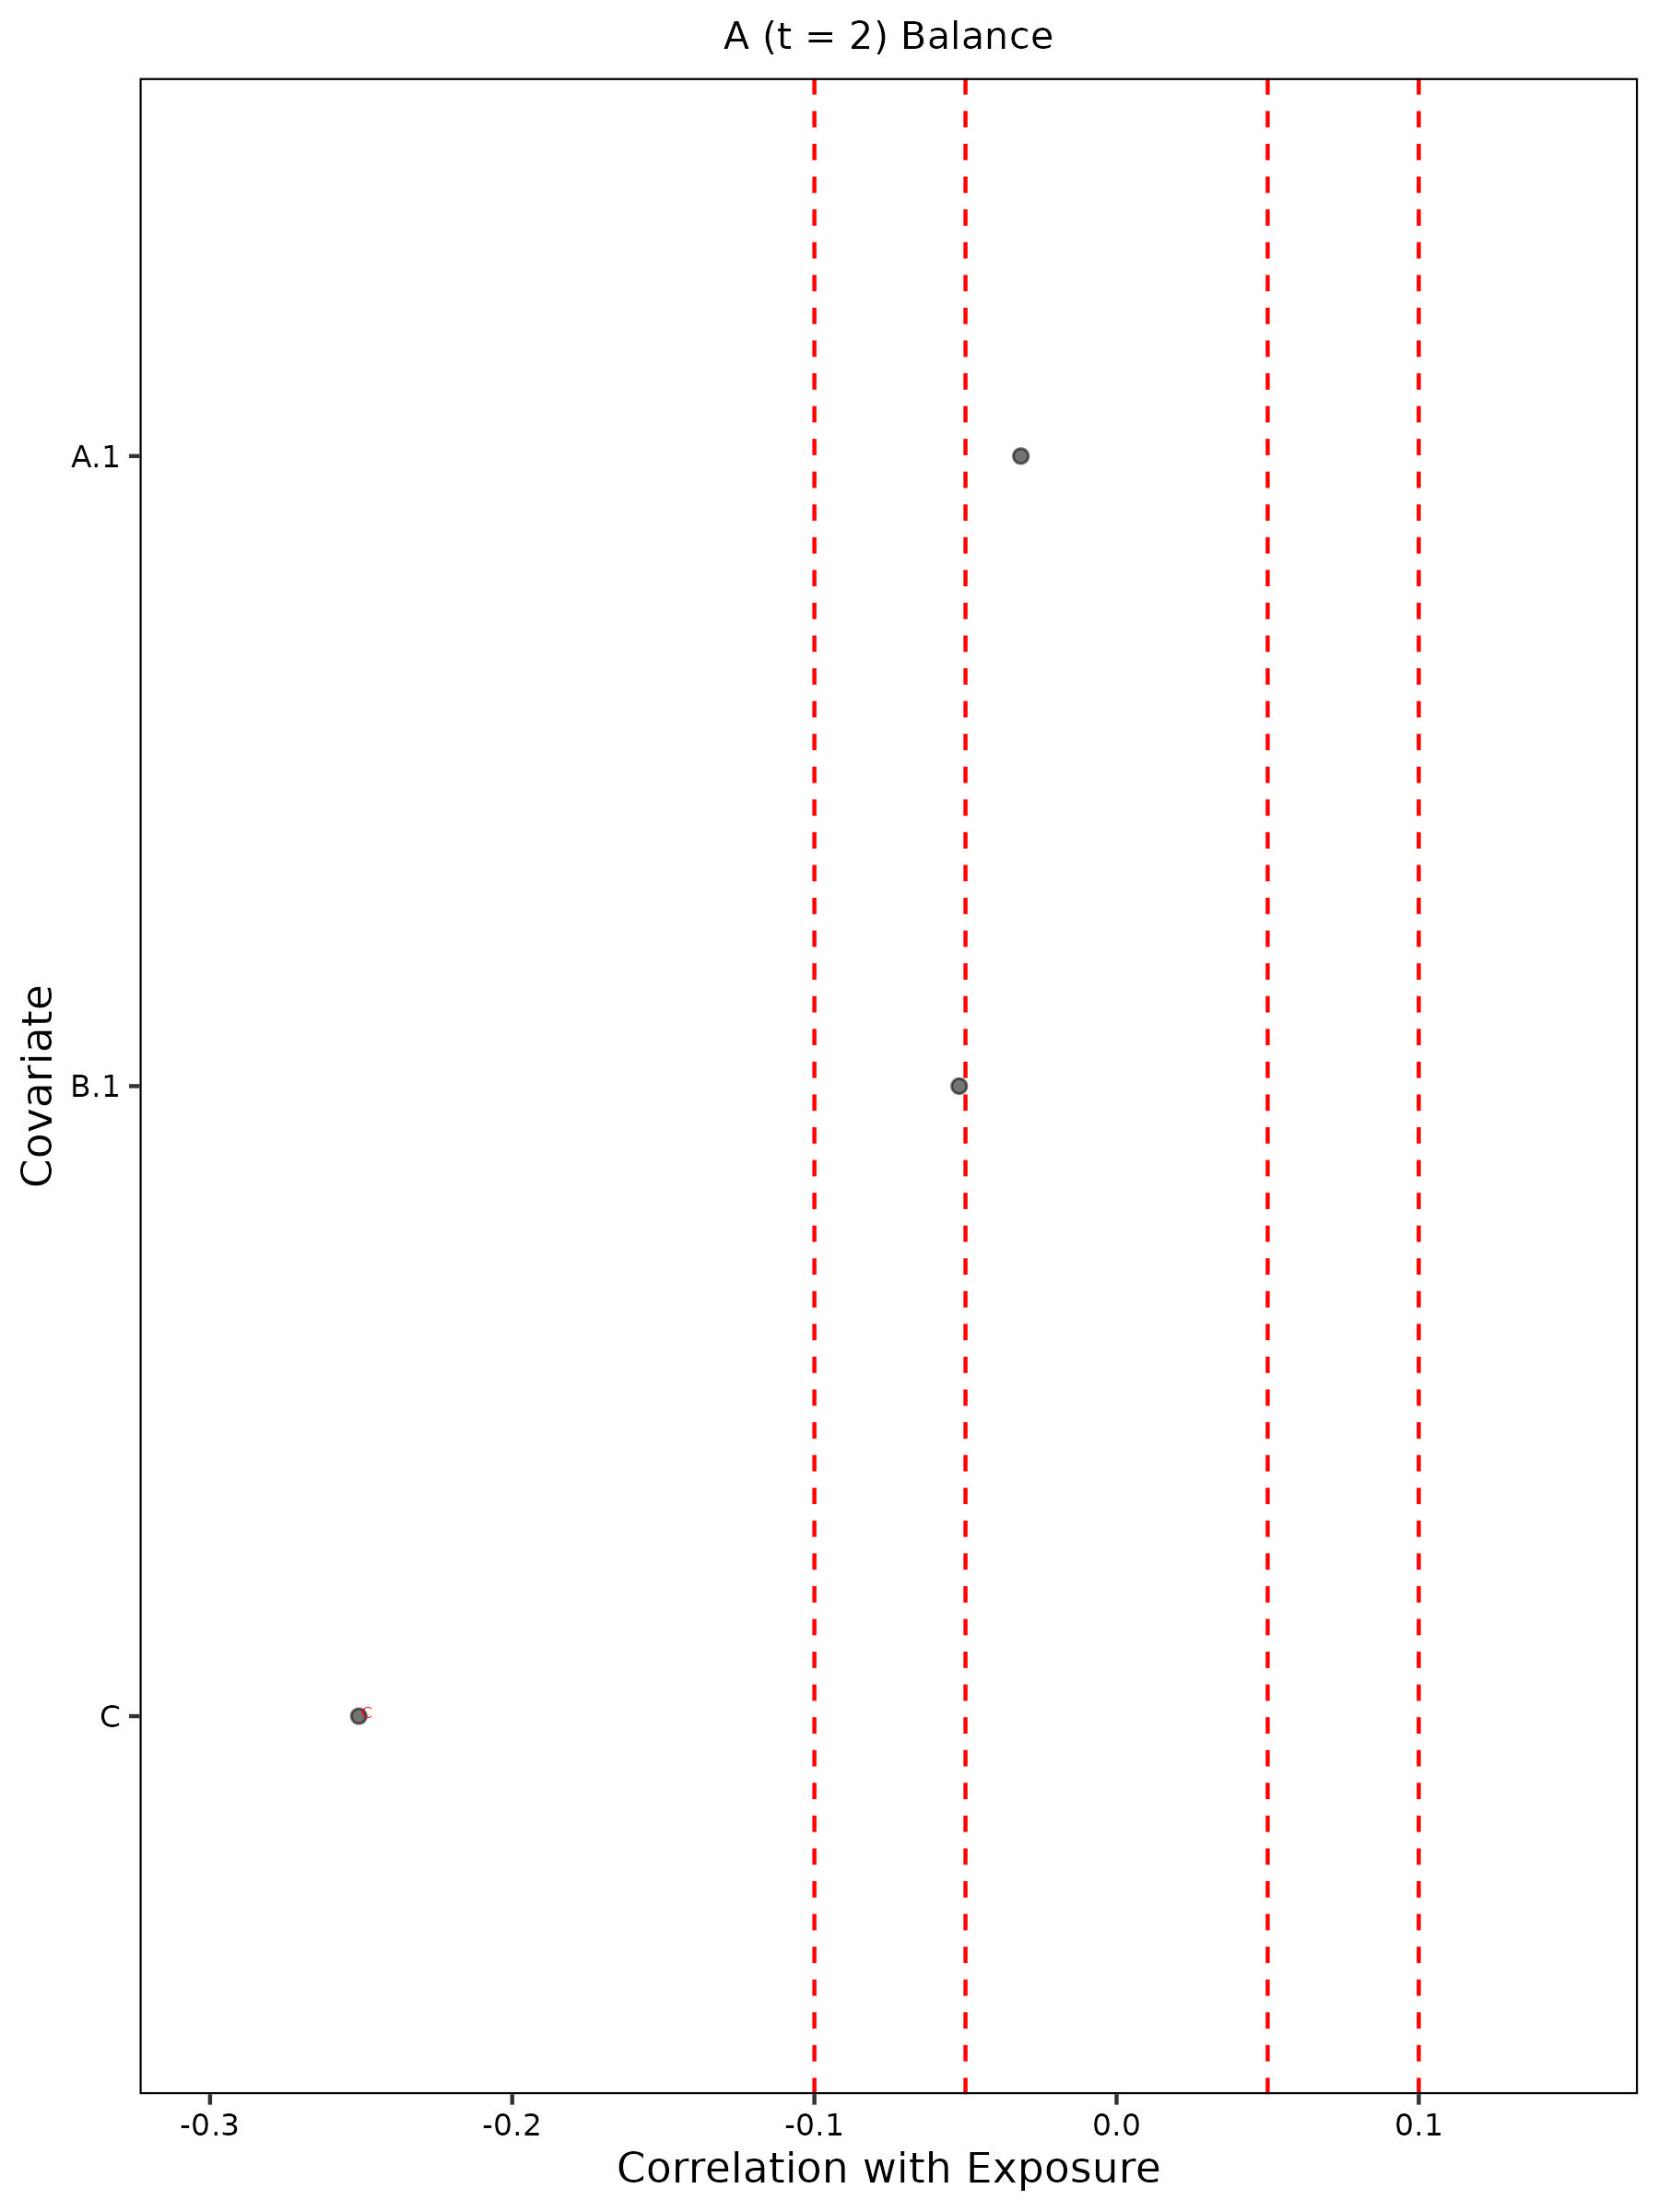 A (t = 2) Balance
Covariate
A.1
B.1
C
C
-0.3 -0.2 -0.1 0.0 0.1
Correlation with Exposure